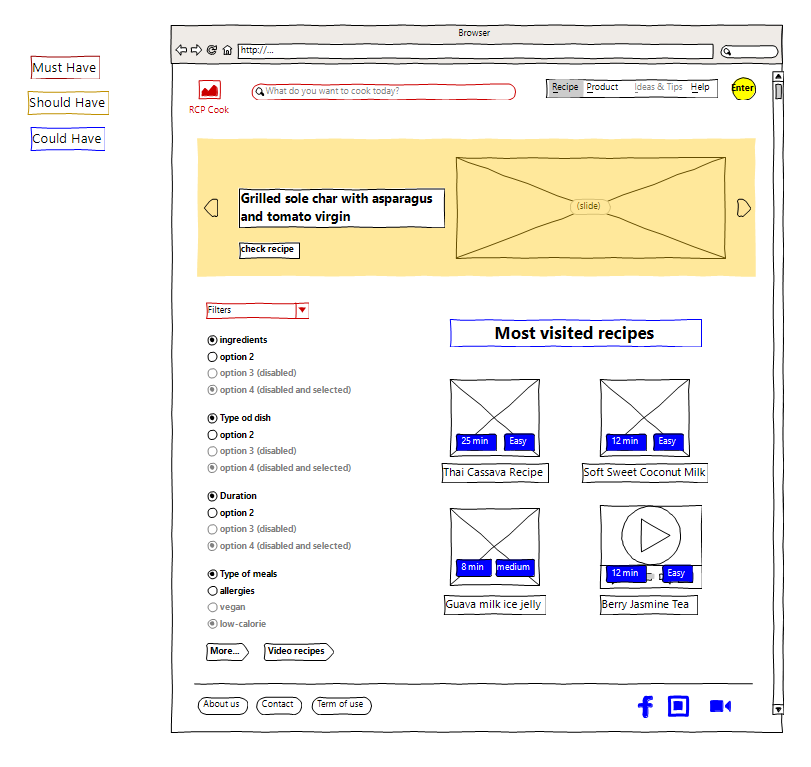 Browser
http://...
Must Have
Should Have
Could Have
RCP Cook
What do you want to cook today?
Recipe Product Ideas & Tips Help
Enter
Grilled sole char with asparagus
and tomato virgin
check recipe
(slide)
Filters
ingredients
option 2
option 3 (disabled)
option 4 (disabled and selected)
Type od dish
option 2
option 3 (disabled)
option 4 (disabled and selected)
Duration
option 2
option 3 (disabled)
option 4 (disabled and selected)
Type of meals
allergies
vegan
low-calorie
More... Video recipes
Most visited recipes
25 min Easy
Thai Cassava Recipe
12 min Easy
Soft Sweet Coconut Milk
8 min medium
Guava milk ice jelly
12 min Easy
Berry Jasmine Tea
About us Contact Term of use